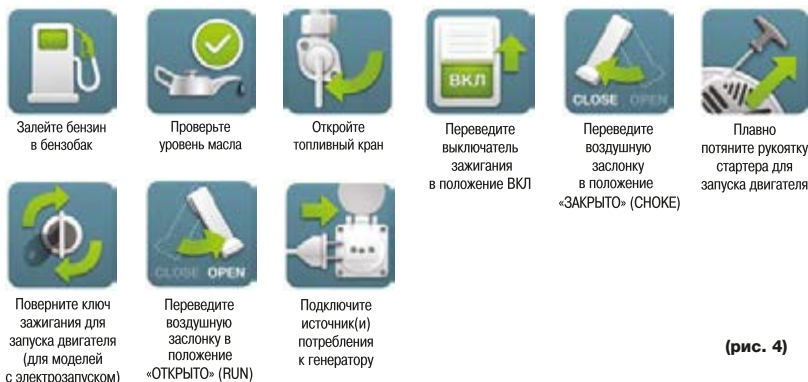 Залейте бензин
в бензобак
Проверьте
уровень масла
Откройте
топливный кран
ВКЛ
Переведите
выключатель
зажигания
в положение ВКЛ
CLOSE OPEN
Переведите
воздушную
заслонку
в положение
«ЗАКРЫТО» (CHOKE)
Плавно
потяните рукоятку
стартера для
запуска двигателя
Поверните ключ
зажигания для
запуска двигателя
(для моделей
с электрозапуском)
CLOSE OPEN
Переведите
воздушную
заслонку в
положение
«ОТКРЫТО» (RUN)
Подключите
источник(и)
потребления
к генератору
(рис. 4)